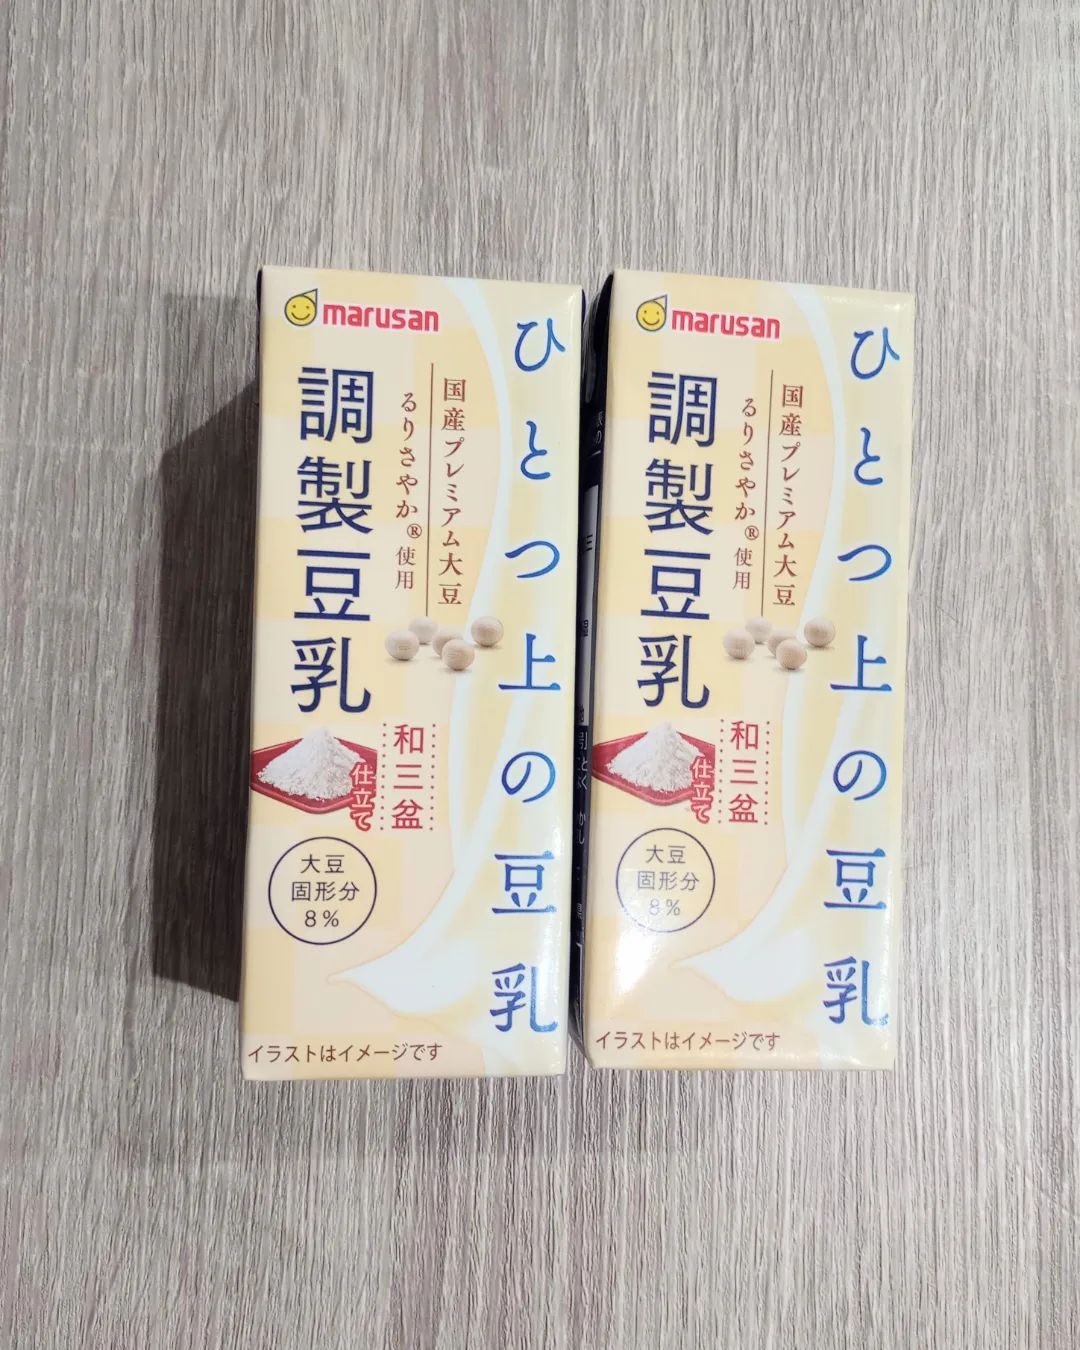 marusan
ひとつ上の豆乳
国産プレミアム大豆
るりさやか®使用
調製豆乳
和三盆
仕立て
大豆
固形分
8%
イラストはイメージです
marusan
ひとつ上の豆乳
国産プレミアム大豆
るりさやか®使用
調製豆乳
和三盆
仕立て
大豆
固形分
8%
イラストはイメージです